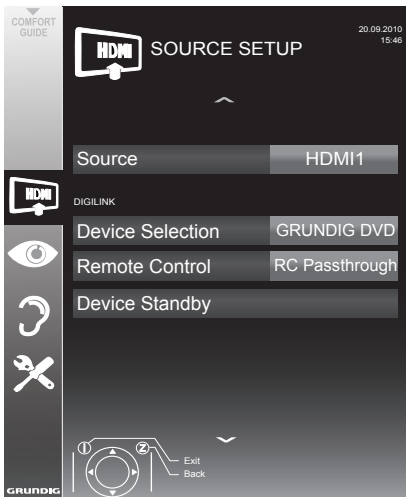 COMFORT
GUIDE
HDMI
SOURCE SETUP
20.09.2010
15:46
Source
HDMI1
HDMI
DIGILINK
Device Selection
GRUNDIG DVD
Remote Control
RC Passthrough
Device Standby
i
Z
Exit
Back
GRUNDIG